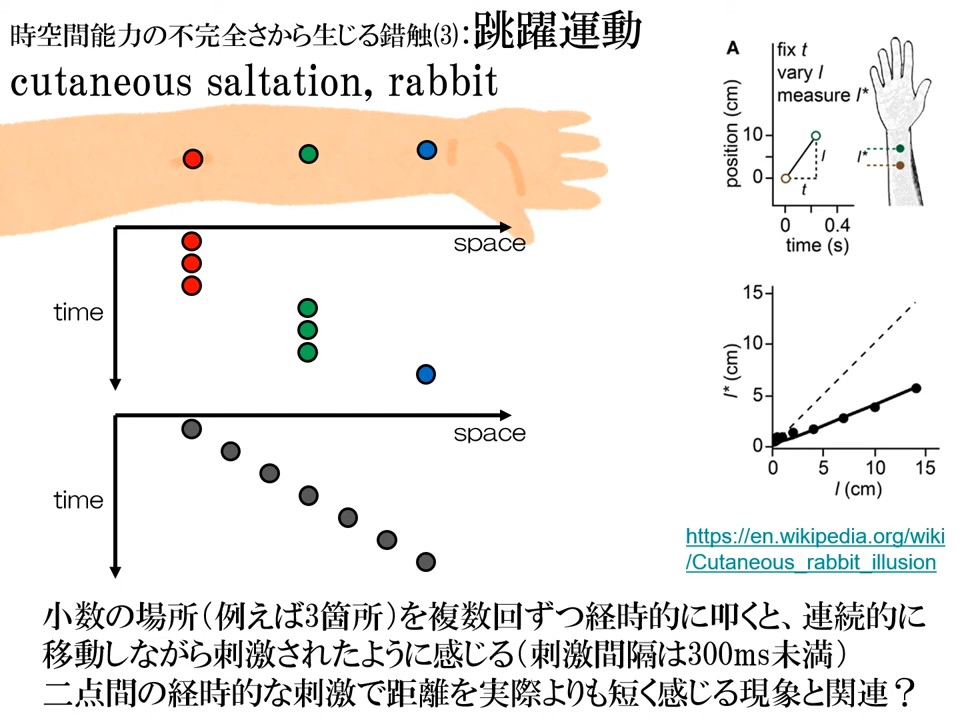 時空間能力の不完全さから生じる錯触(3)：跳躍運動
cutaneous saltation, rabbit
space
time
space
time
A
fix t
vary l
measure l*
position (cm)
10
0
l
t
l*
0
0.4
time (s)
15
10
5
0
l* (cm)
0
5
10
15
l (cm)
https://en.wikipedia.org/wiki
/Cutaneous_rabbit_illusion
小数の場所（例えば3箇所）を複数回ずつ経時的に叩くと、連続的に
移動しながら刺激されたように感じる（刺激間隔は300ms未満）
二点間の経時的な刺激で距離を実際よりも短く感じる現象と関連？